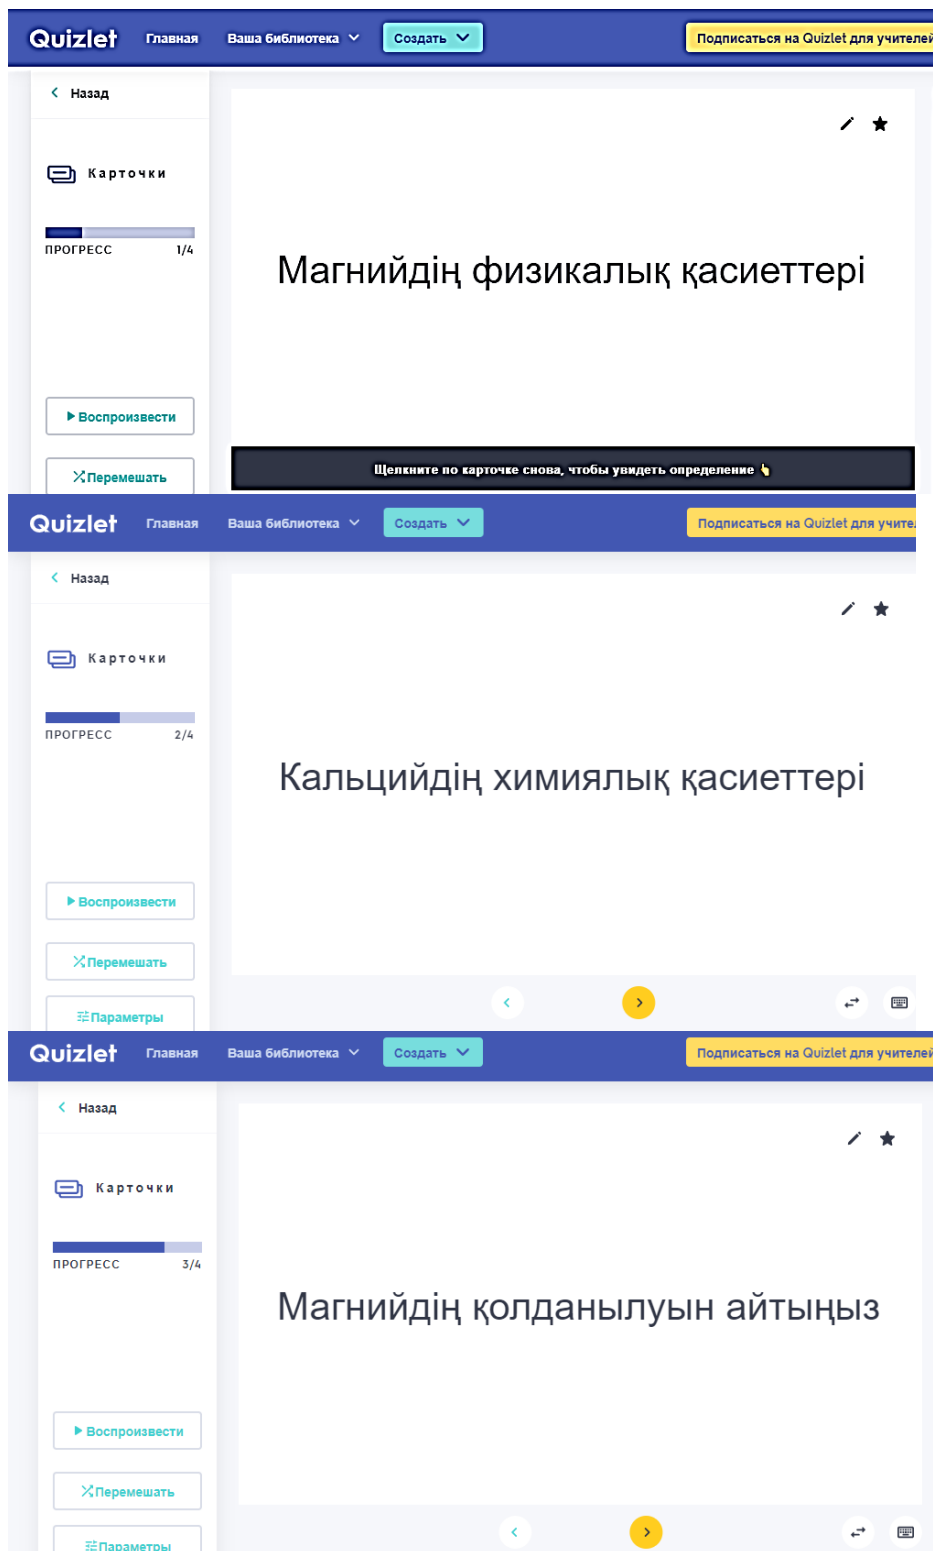 Quizlet Главная Ваша библиотека Создать Подписаться на Quizlet для учителей
Назад
Карточки
ПРОГРЕСС 1/4
Магнийдің физикалық қасиеттері
Воспроизвести
Перемешать
Щелкните по карточке снова, чтобы увидеть определение
Quizlet Главная Ваша библиотека Создать Подписаться на Quizlet для учите
Назад
Карточки
ПРОГРЕСС 2/4
Кальцийдің химиялық қасиеттері
Воспроизвести
Перемешать
Параметры
Quizlet Главная Ваша библиотека Создать Подписаться на Quizlet для учителей
Назад
Карточки
ПРОГРЕСС 3/4
Магнийдің қолданылуын айтыңыз
Воспроизвести
Перемешать
Параметры